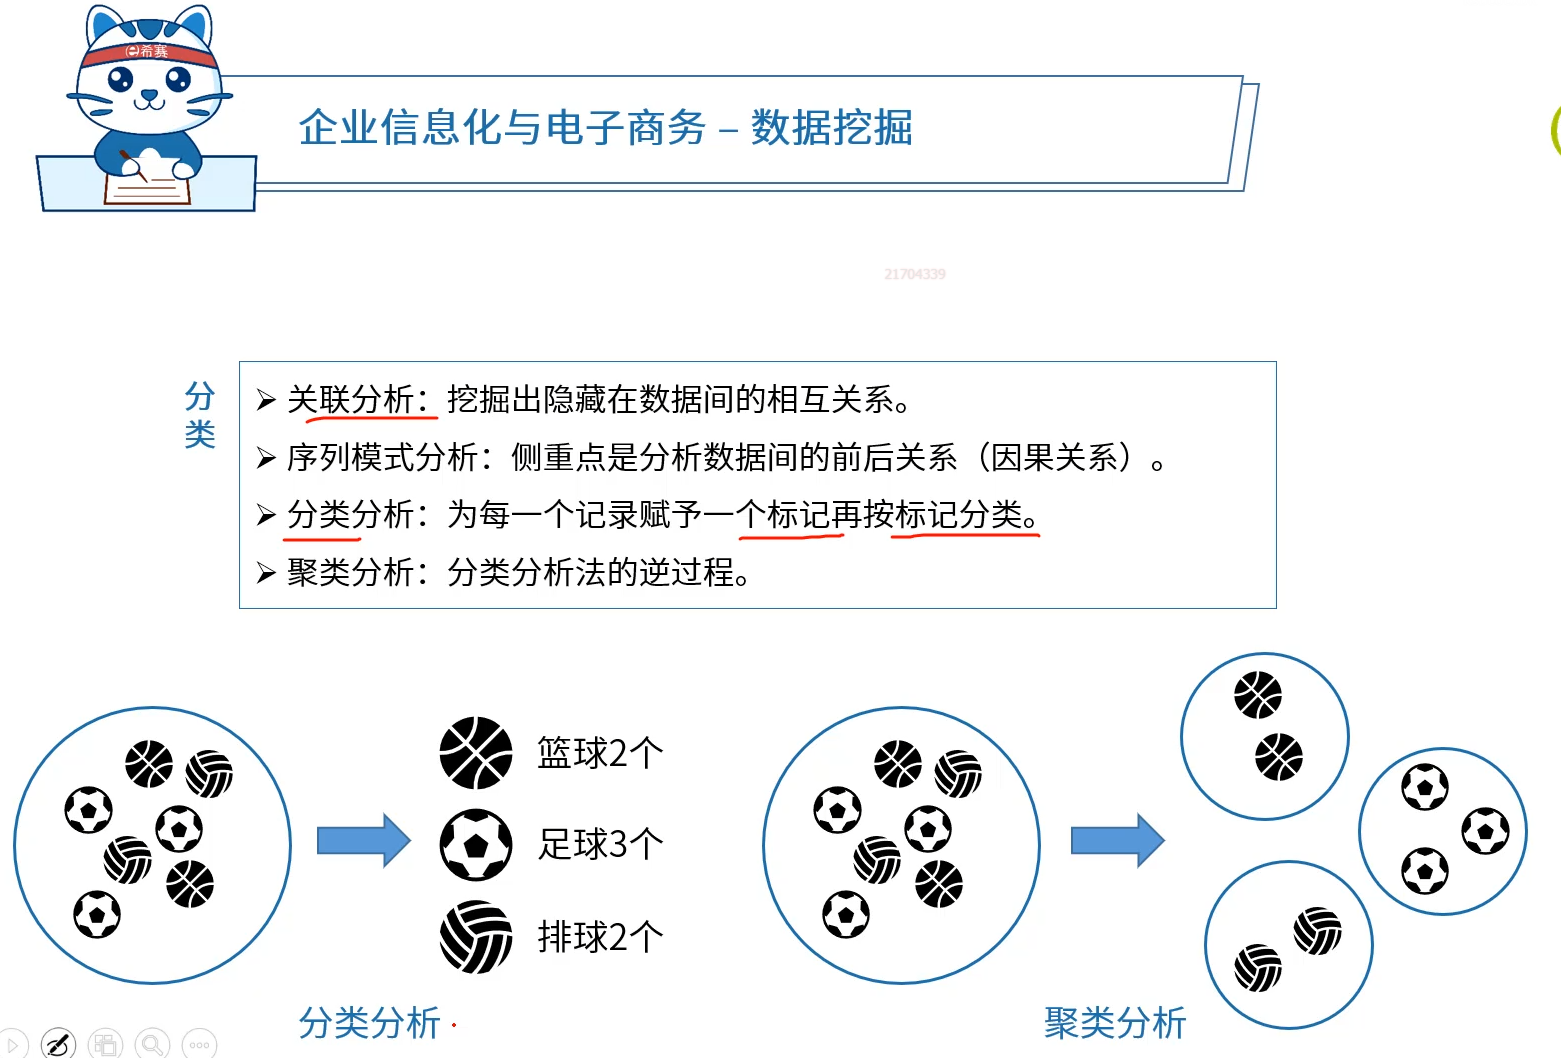 e希赛
企业信息化与电子商务 – 数据挖掘
21704339
分类
关联分析：挖掘出隐藏在数据间的相互关系。
序列模式分析：侧重点是分析数据间的前后关系（因果关系）。
分类分析：为每一个记录赋予一个标记再按标记分类。
聚类分析：分类分析法的逆过程。
篮球2个
足球3个
排球2个
分类分析
聚类分析